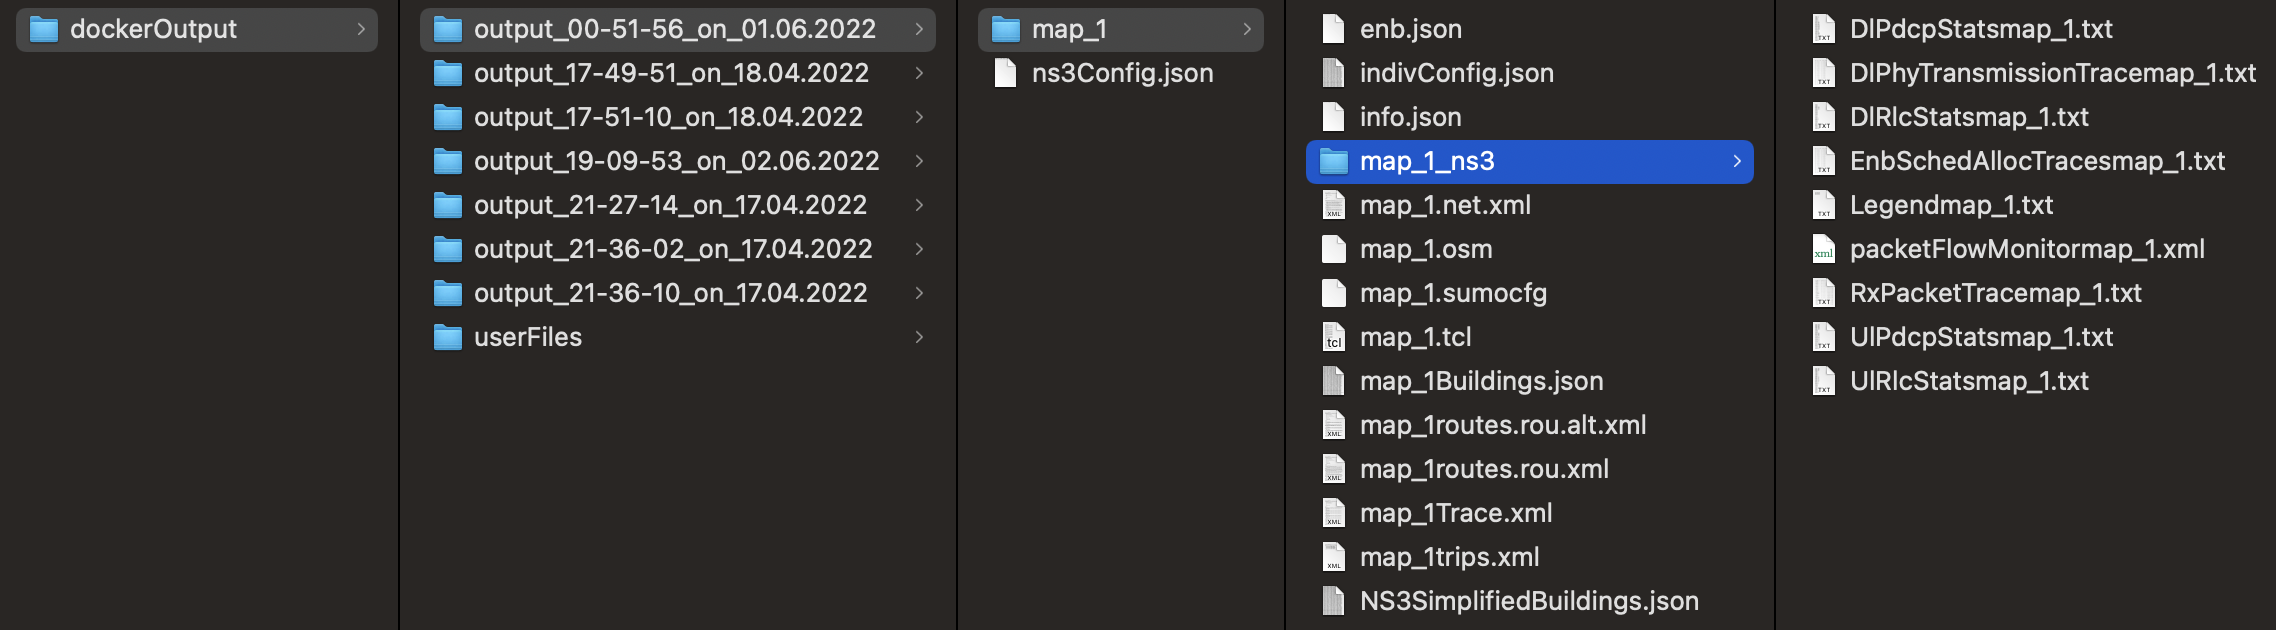 dockerOutput
output_00-51-56_on_01.06.2022
output_17-49-51_on_18.04.2022
output_17-51-10_on_18.04.2022
output_19-09-53_on_02.06.2022
output_21-27-14_on_17.04.2022
output_21-36-02_on_17.04.2022
output_21-36-10_on_17.04.2022
userFiles
map_1
ns3Config.json
enb.json
indivConfig.json
info.json
map_1_ns3
map_1.net.xml
map_1.osm
map_1.sumocfg
map_1.tcl
map_1Buildings.json
map_1routes.rou.alt.xml
map_1routes.rou.xml
map_1Trace.xml
map_1trips.xml
NS3SimplifiedBuildings.json
DlPdcpStatsmap_1.txt
DlPhyTransmissionTracemap_1.txt
DlRlcStatsmap_1.txt
EnbSchedAllocTracesmap_1.txt
Legendmap_1.txt
packetFlowMonitormap_1.xml
RxPacketTracemap_1.txt
UlPdcpStatsmap_1.txt
UlRlcStatsmap_1.txt